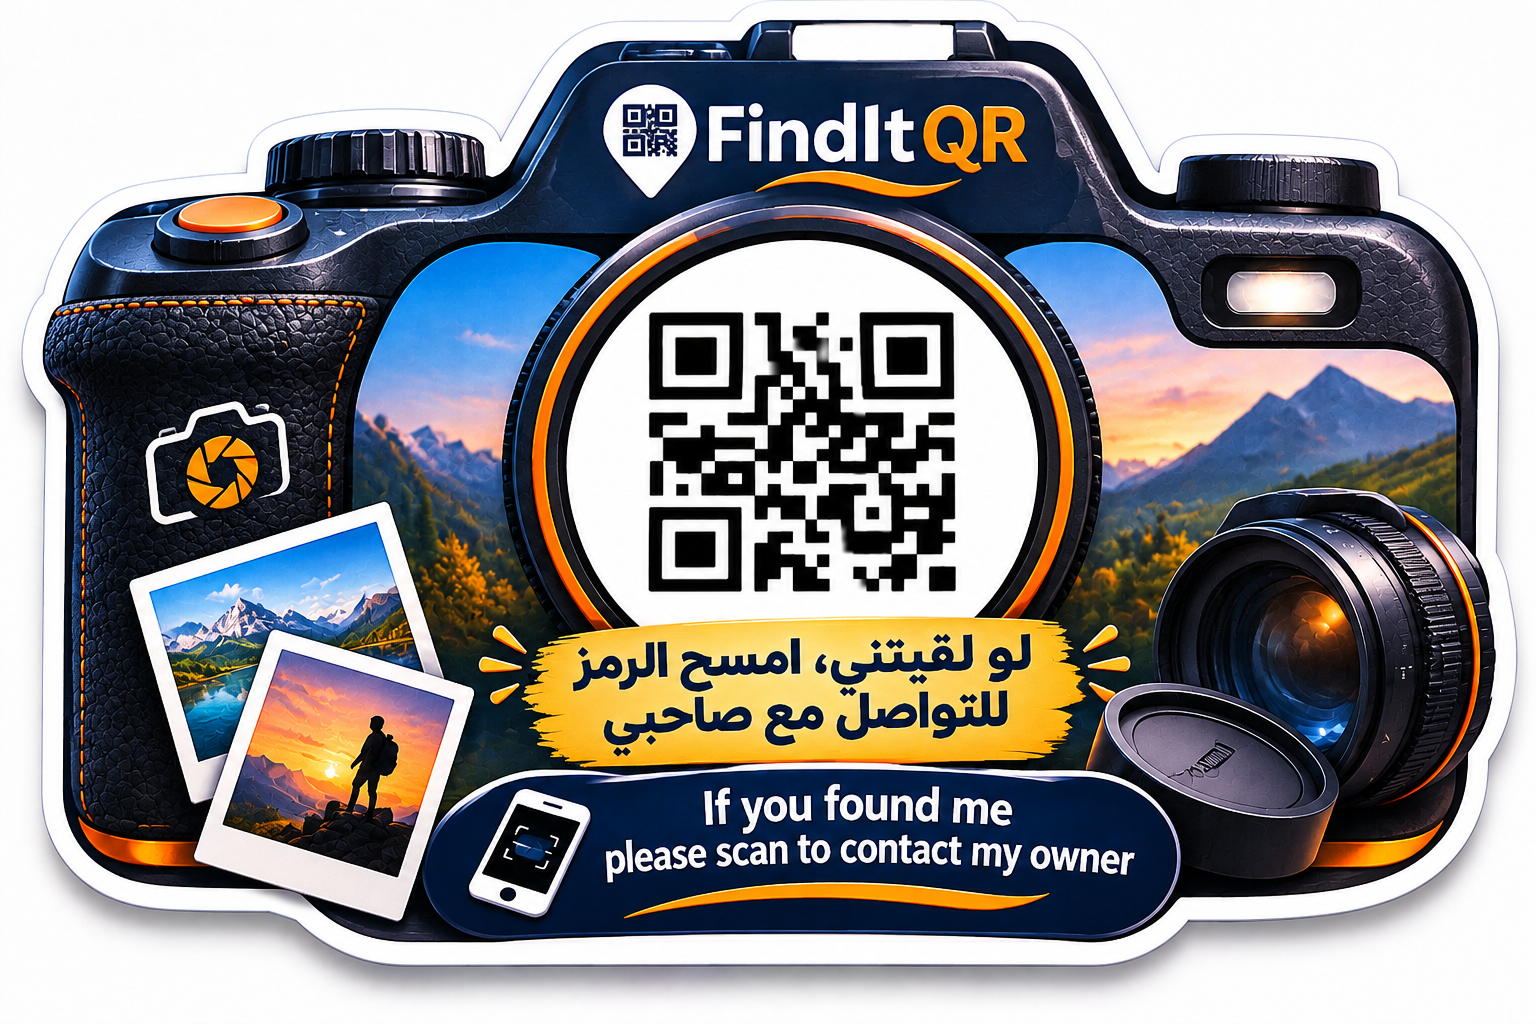 FindIt QR
لو لقيتني، امسح الرمز
للتواصل مع صاحبي
If you found me
please scan to contact my owner